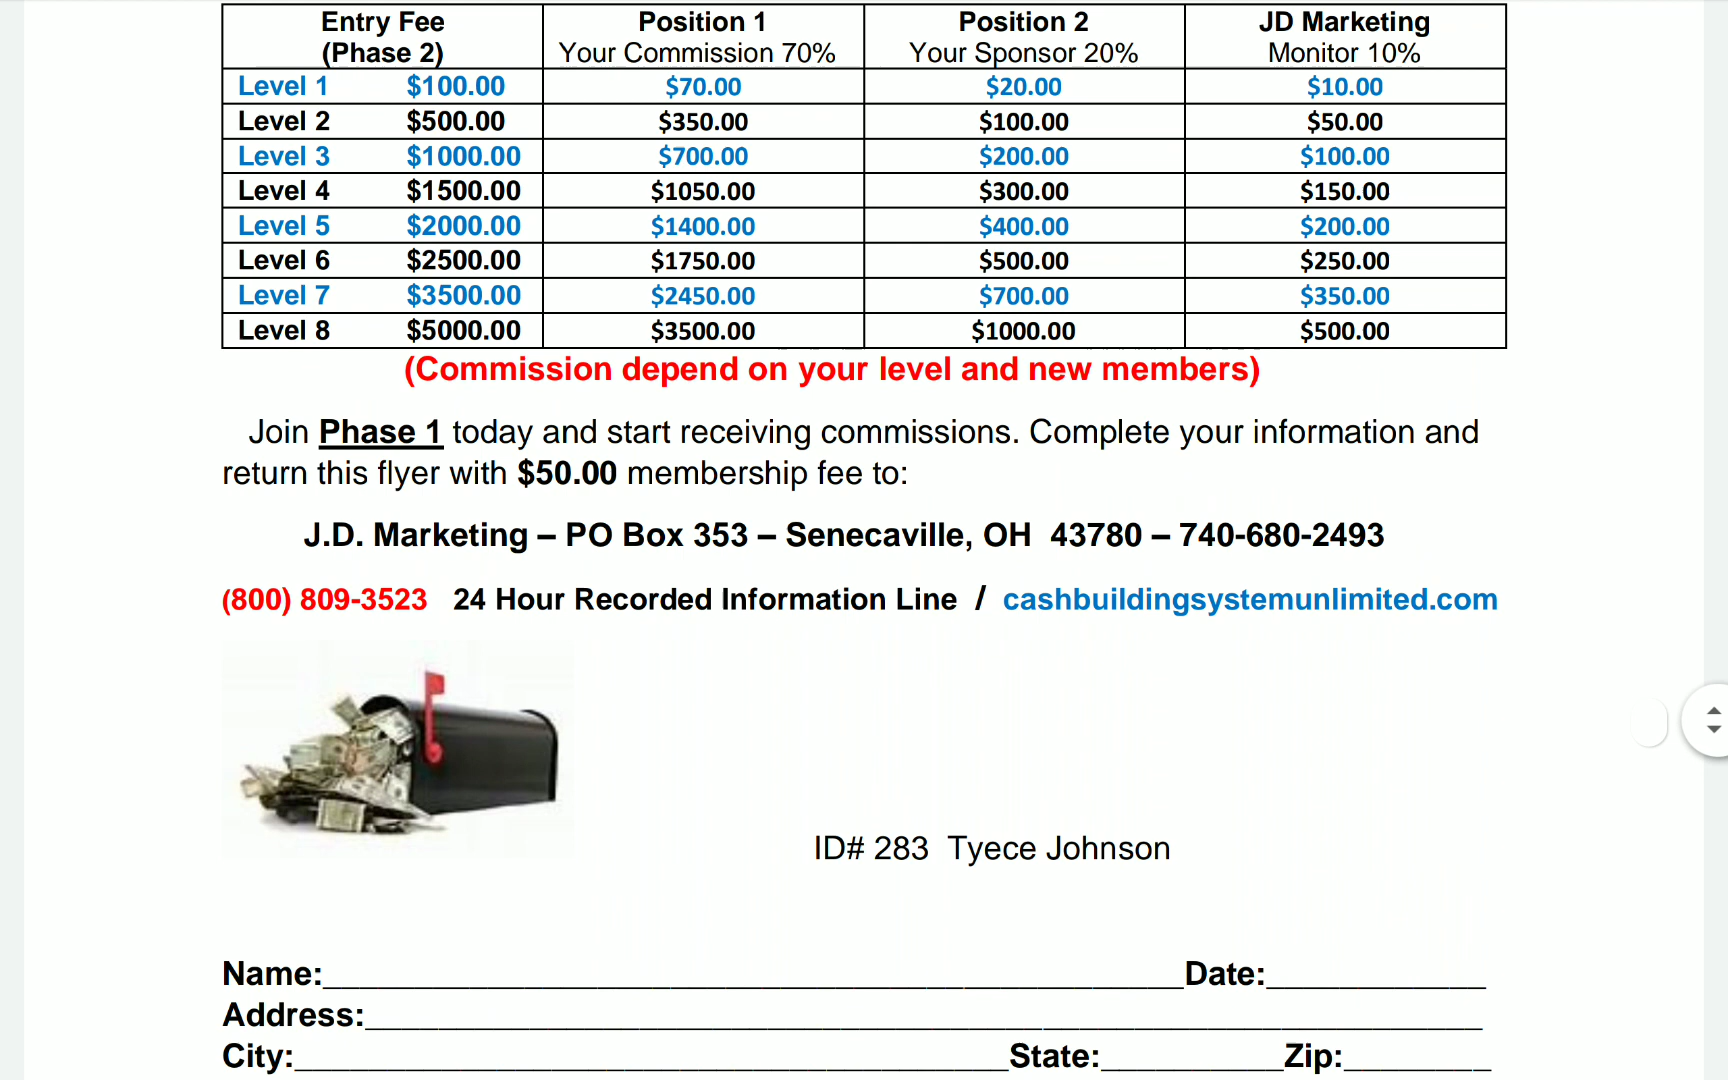 Entry Fee Position 1 Position 2 JD Marketing
(Phase 2) Your Commission 70% Your Sponsor 20% Monitor 10%
Level 1 $100.00 $70.00 $20.00 $10.00
Level 2 $500.00 $350.00 $100.00 $50.00
Level 3 $1000.00 $700.00 $200.00 $100.00
Level 4 $1500.00 $1050.00 $300.00 $150.00
Level 5 $2000.00 $1400.00 $400.00 $200.00
Level 6 $2500.00 $1750.00 $500.00 $250.00
Level 7 $3500.00 $2450.00 $700.00 $350.00
Level 8 $5000.00 $3500.00 $1000.00 $500.00
(Commission depend on your level and new members)
Join Phase 1 today and start receiving commissions. Complete your information and
return this flyer with $50.00 membership fee to:
J.D. Marketing – PO Box 353 – Senecaville, OH 43780 – 740-680-2493
(800) 809-3523 24 Hour Recorded Information Line / cashbuildingsystemunlimited.com
ID# 283 Tyece Johnson
Name:_______________________________________________Date:____________
Address:_____________________________________________________________
City:_______________________________________State:__________Zip:________